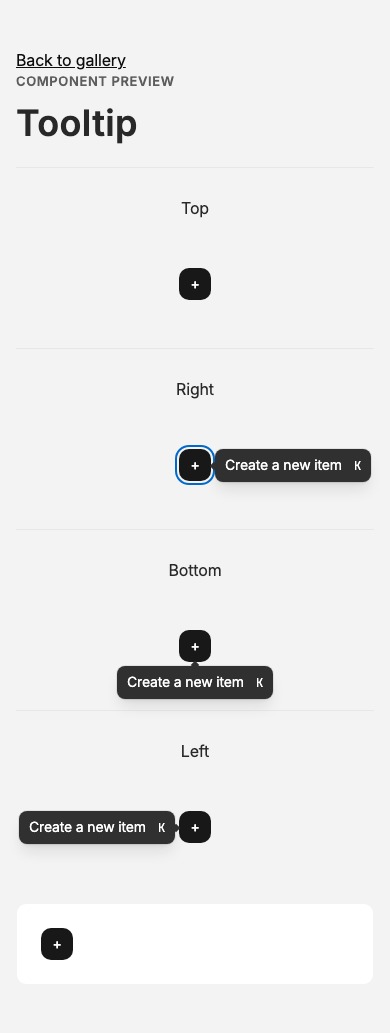 Back to gallery
COMPONENT PREVIEW
Tooltip
Top
+
Right
+ Create a new item K
Bottom
+
Create a new item K
Left
Create a new item K +
+